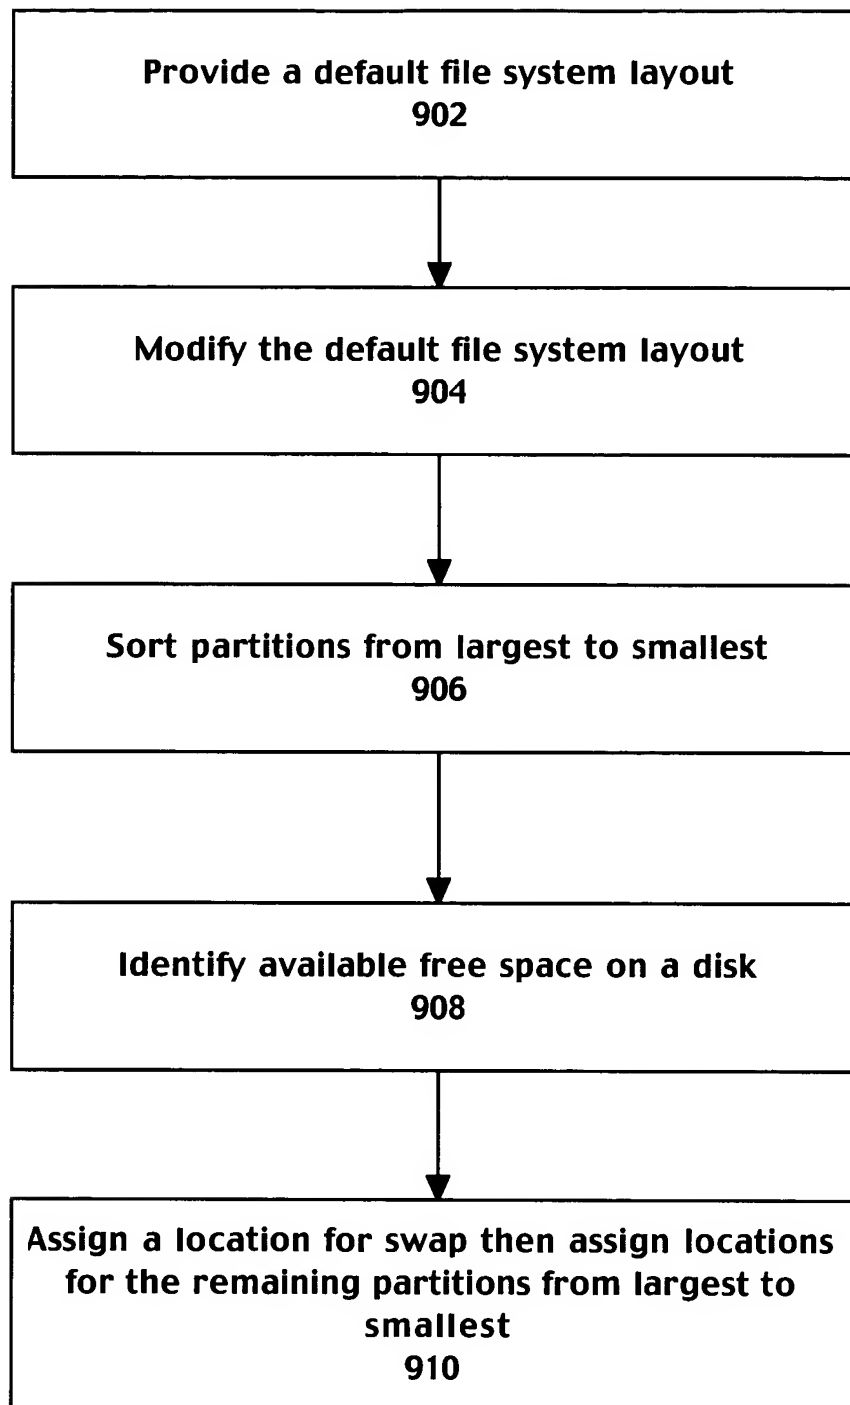 Provide a default file system layout
902
Modify the default file system layout
904
Sort partitions from largest to smallest
906
Identify available free space on a disk
908
Assign a location for swap then assign locations
for the remaining partitions from largest to
smallest
910